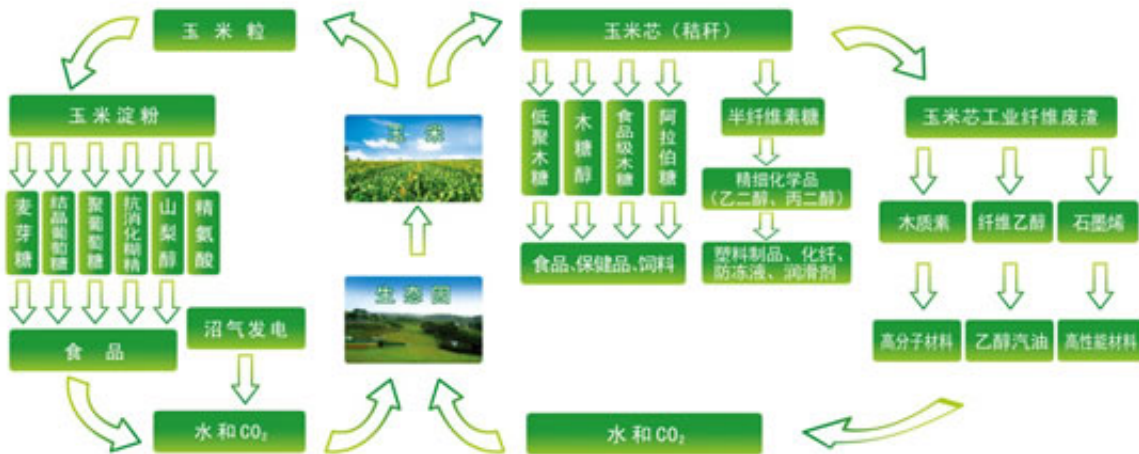 玉米粒
玉米芯（秸秆）
玉米淀粉
麦芽糖
结晶葡萄糖
聚葡萄糖
抗消化糊精
山梨醇
精氨酸
食品
沼气发电
水和CO₂
玉米
生态园
低聚木糖
木糖醇
食品级木糖
阿拉伯糖
食品、保健品、饲料
半纤维素糖
精细化学品
（乙二醇、丙二醇）
塑料制品、化纤、
防冻液、润滑剂
玉米芯工业纤维废渣
木质素
纤维乙醇
石墨烯
高分子材料
乙醇汽油
高性能材料
水和CO₂